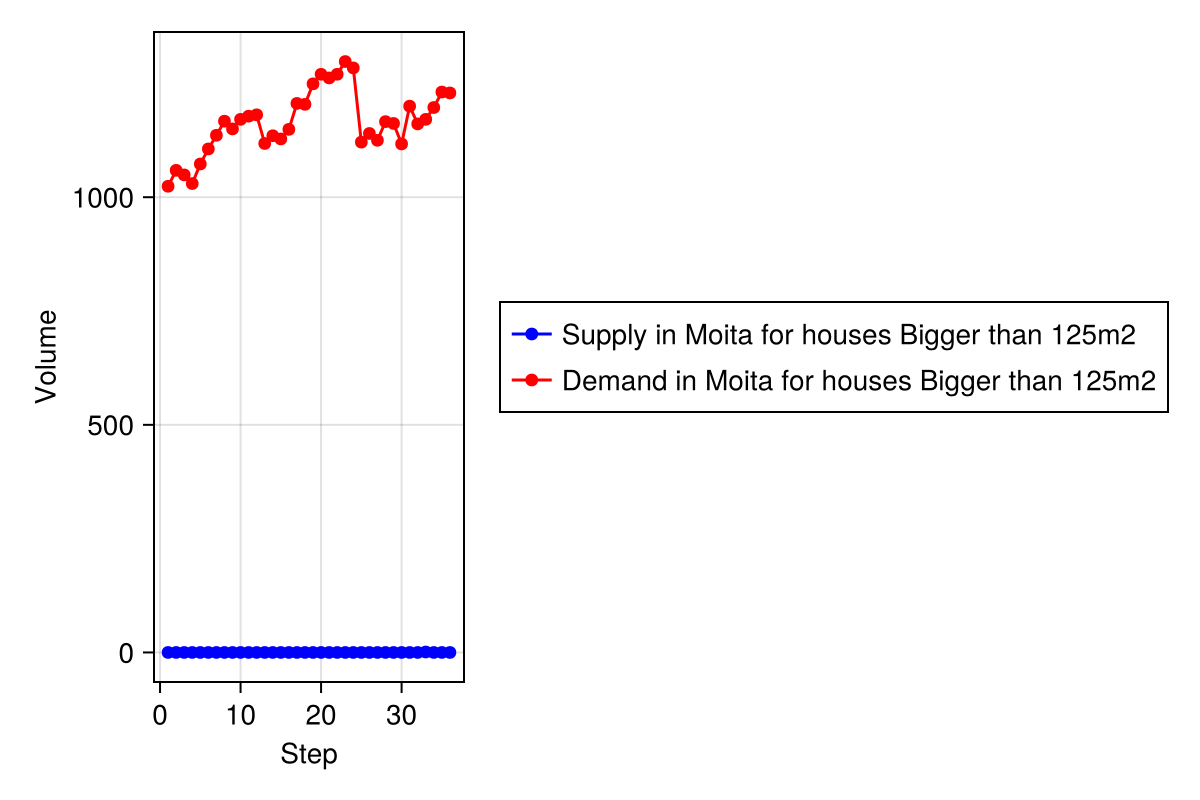 1000
500
0
Volume
0 10 20 30
Step
Supply in Moita for houses Bigger than 125m2
Demand in Moita for houses Bigger than 125m2